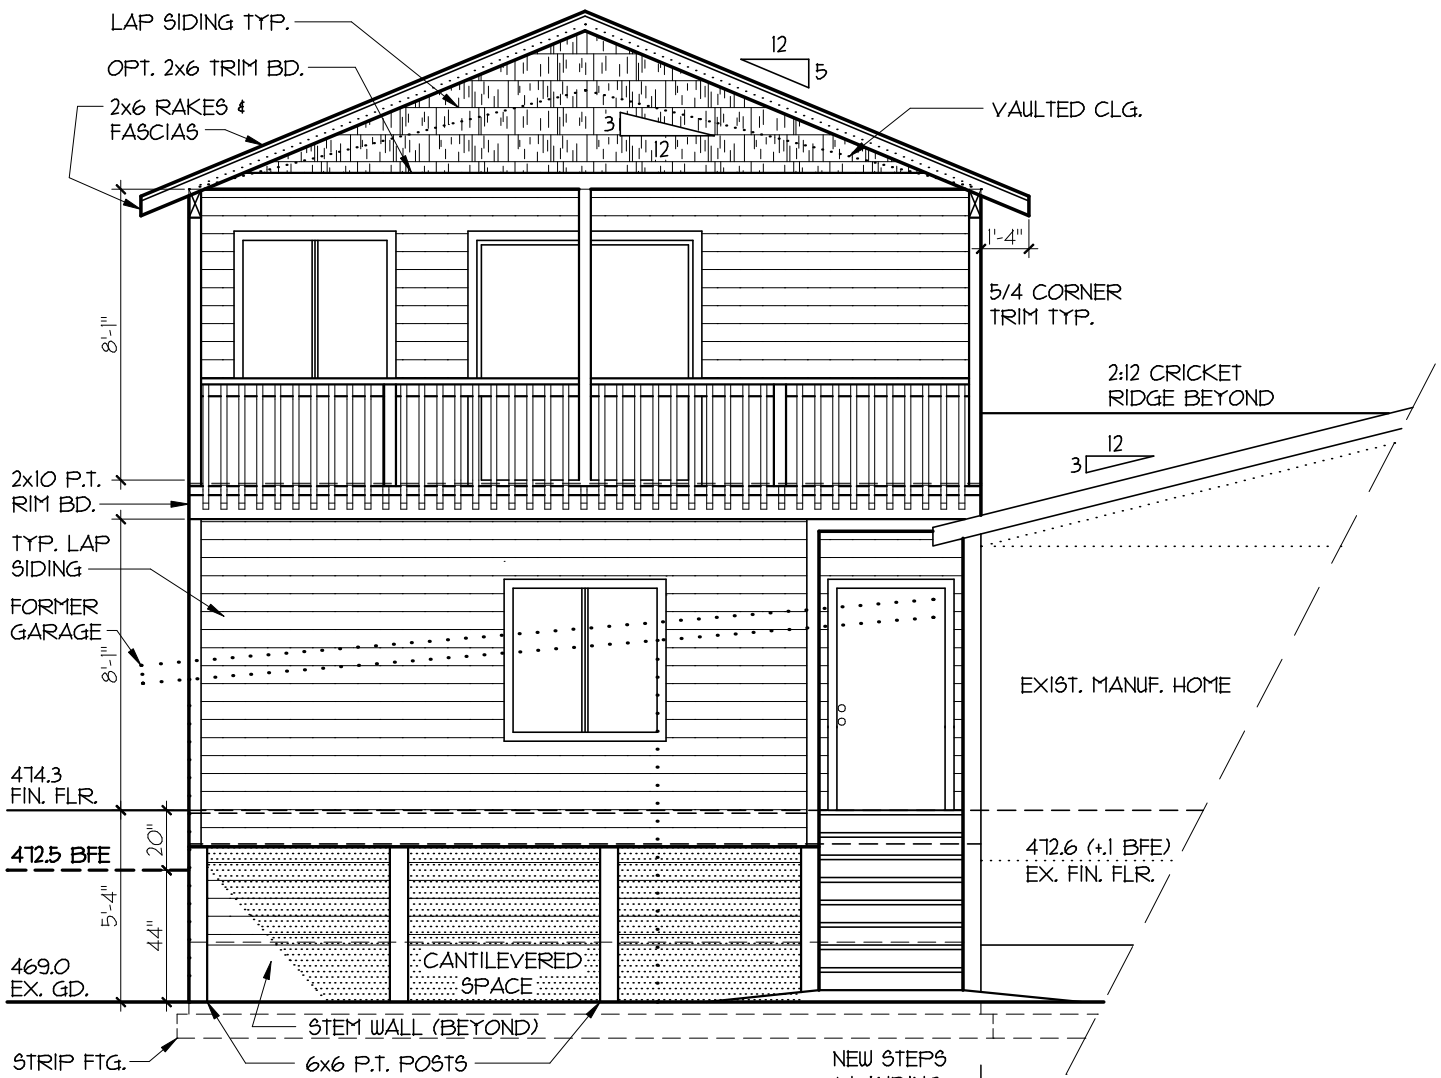 LAP SIDING TYP.
OPT. 2x6 TRIM BD.
2x6 RAKES &
FASCIAS
12
5
3
12
VAULTED CLG.
1'-4"
5/4 CORNER
TRIM TYP.
8'-1"
2:12 CRICKET
RIDGE BEYOND
12
3
2x10 P.T.
RIM BD.
TYP. LAP
SIDING
FORMER
GARAGE
8'-1"
EXIST. MANUF. HOME
474.3
FIN. FLR.
20"
472.5 BFE
472.6 (+.1 BFE)
EX. FIN. FLR.
5'-4"
44"
469.0
EX. GD.
CANTILEVERED
SPACE
STEM WALL (BEYOND)
STRIP FTG.
6x6 P.T. POSTS
NEW STEPS